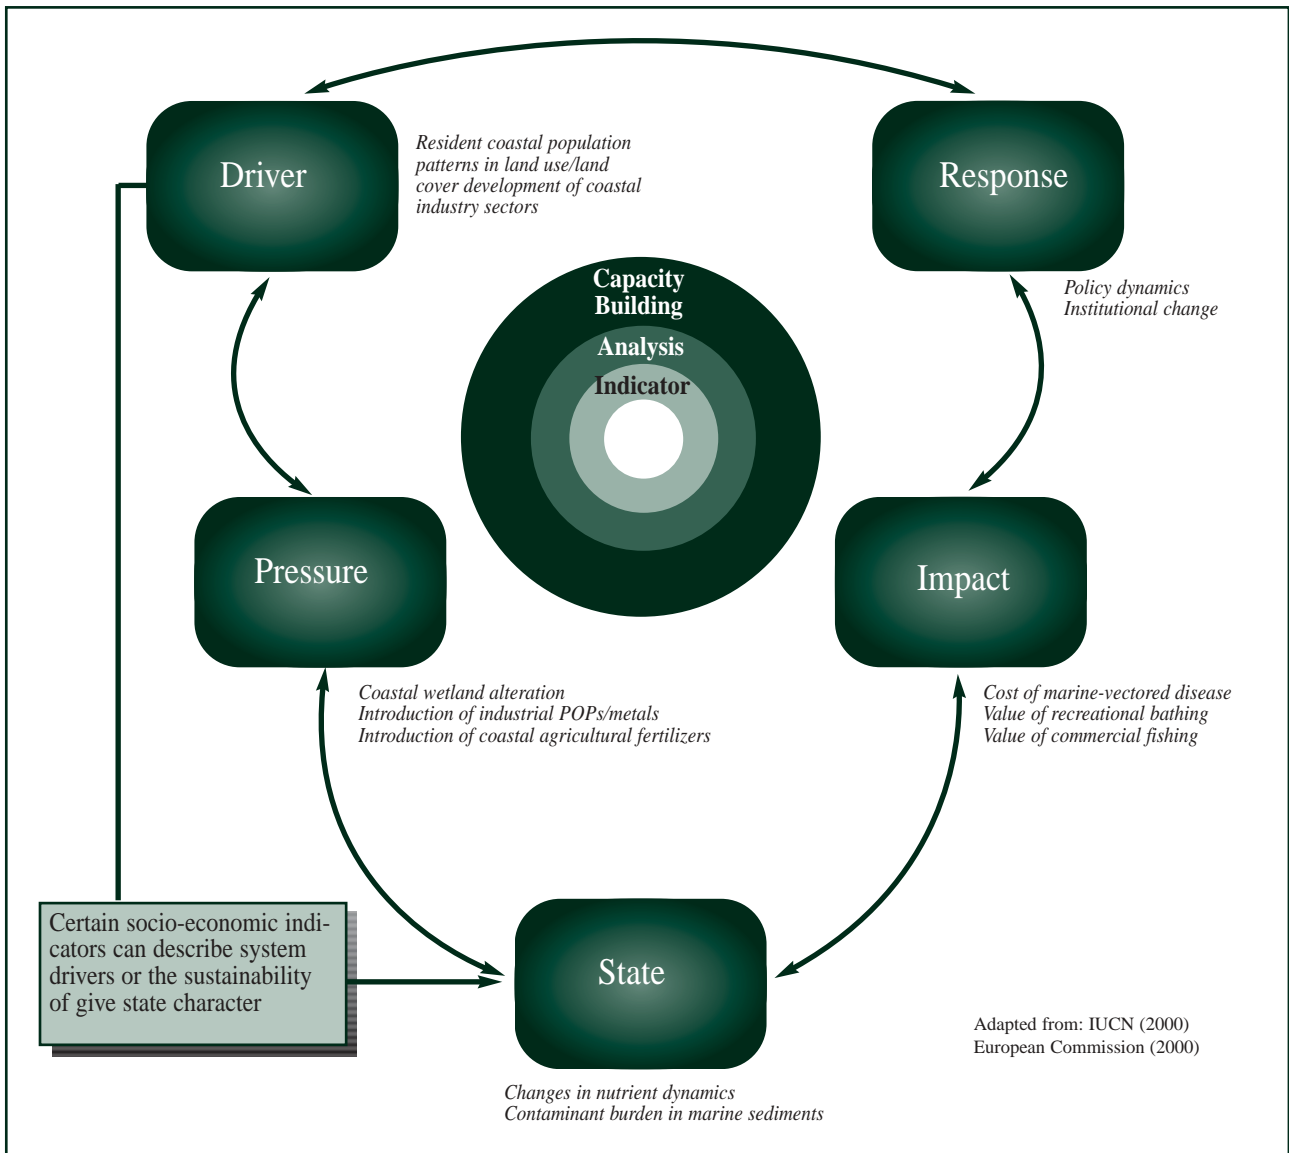 Driver
Resident coastal population
patterns in land use/land
cover development of coastal
industry sectors
Response
Policy dynamics
Institutional change
Capacity
Building
Analysis
Indicator
Pressure
Coastal wetland alteration
Introduction of industrial POPs/metals
Introduction of coastal agricultural fertilizers
Impact
Cost of marine-vectored disease
Value of recreational bathing
Value of commercial fishing
Certain socio-economic indi-
cators can describe system
drivers or the sustainability
of give state character
State
Changes in nutrient dynamics
Contaminant burden in marine sediments
Adapted from: IUCN (2000)
European Commission (2000)